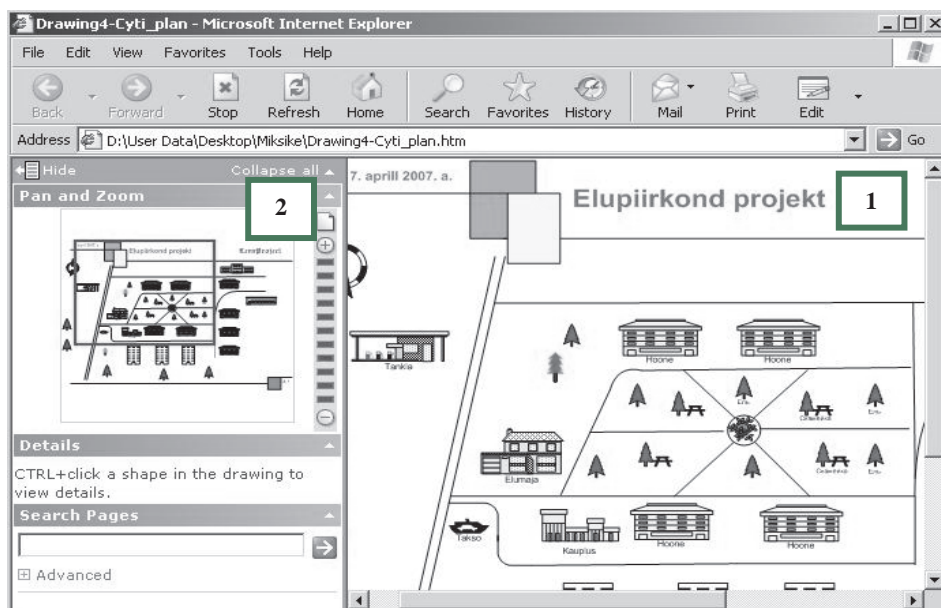 Drawing4-Cyti_plan - Microsoft Internet Explorer
File Edit View Favorites Tools Help
Back Forward Stop Refresh Home Search Favorites History Mail Print Edit
Address D:\User Data\Desktop\Miksike\Drawing4-Cyti_plan.htm Go
Hide Collapse all
Pan and Zoom
2
Elupiirkond projekt
Details
CTRL+click a shape in the drawing to
view details.
Search Pages
Advanced
7. aprill 2007. a.
Elupiirkond projekt
1
Tankla
Hoone
Hoone
Elumaja
Takso
Kauplus
Hoone
Hoone